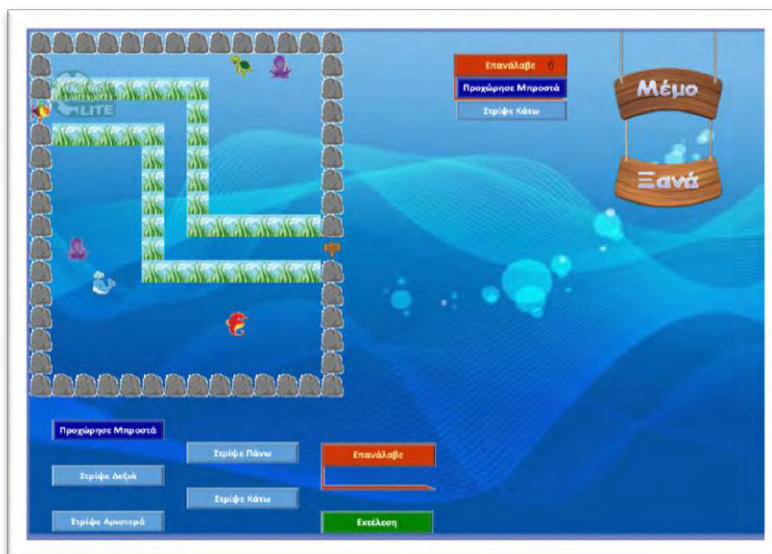 Επανάλαβε 6
Προχώρησε Μπροστά
Στρίψε Κάτω
Μέμο
Ξανά
LITE
Προχώρησε Μπροστά
Στρίψε Πάνω
Επανάλαβε
Στρίψε Δεξιά
Στρίψε Κάτω
Στρίψε Αριστερά
Εκτέλεση